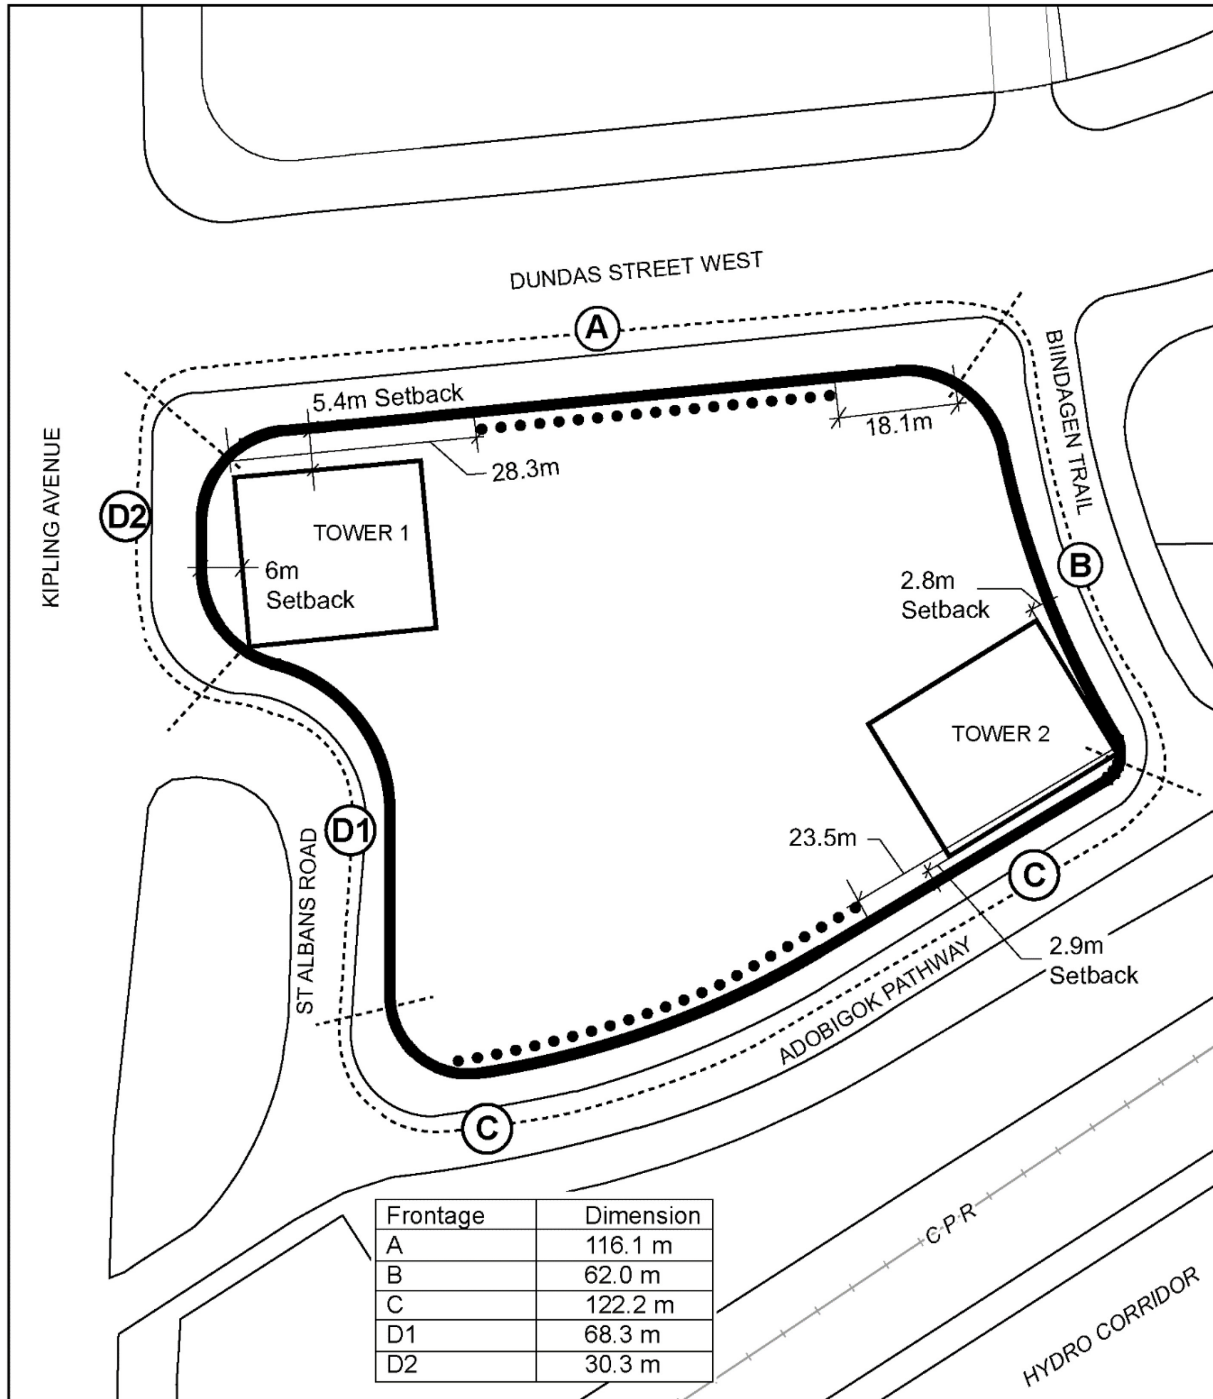 DUNDAS STREET WEST
A
BINDAGEN TRAIL
5.4m Setback
18.1m
28.3m
KIPLING AVENUE
D2
TOWER 1
6m
Setback
B
2.8m
Setback
TOWER 2
D1
23.5m
C
ST ALBANS ROAD
2.9m
Setback
ADOBIGOK PATHWAY
C
Frontage Dimension
A 116.1 m
B 62.0 m
C 122.2 m
D1 68.3 m
D2 30.3 m
C P R
HYDRO CORRIDOR